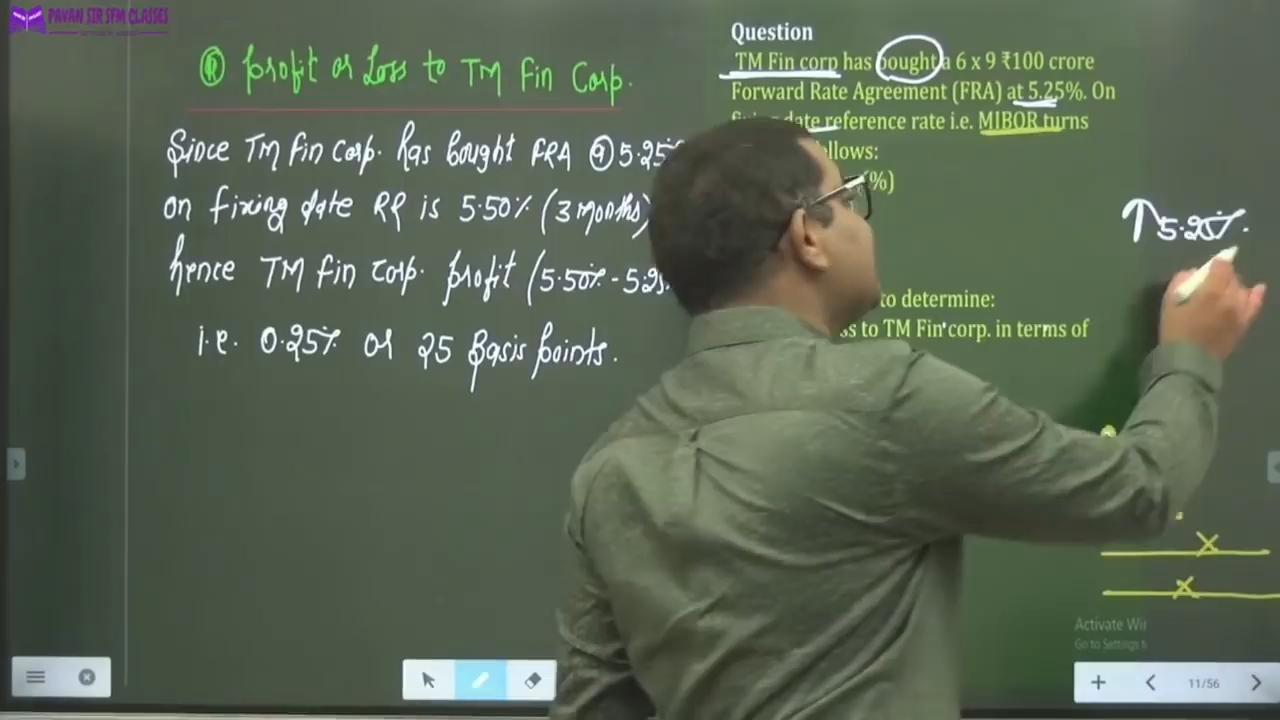 PAVAN SIR SFM CLASSES
(a) profit or Loss to TM Fin Corp.
Since TM Fin Corp. has bought FRA @ 5.25%
on fixing date RR is 5.50% (3 Months)
hence TM Fin Corp. profit (5.50% - 5.25
i.e. 0.25% or 25 Basis points.
Question
TM Fin corp has bought a 6 x 9 ₹100 crore
Forward Rate Agreement (FRA) at 5.25%. On
date reference rate i.e. MIBOR turns
(%)
↑ 5.25%.
to determine:
to TM Fin corp. in terms of
Activate
Go to Settings
11/56